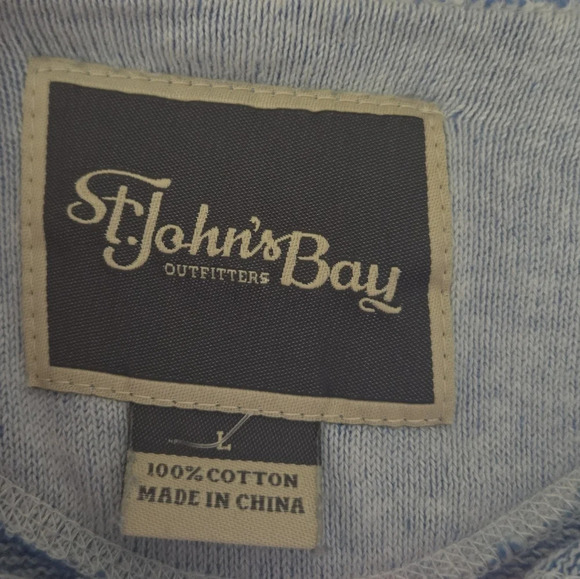 St. John's Bay
OUTFITTERS
L
100% COTTON
MADE IN CHINA